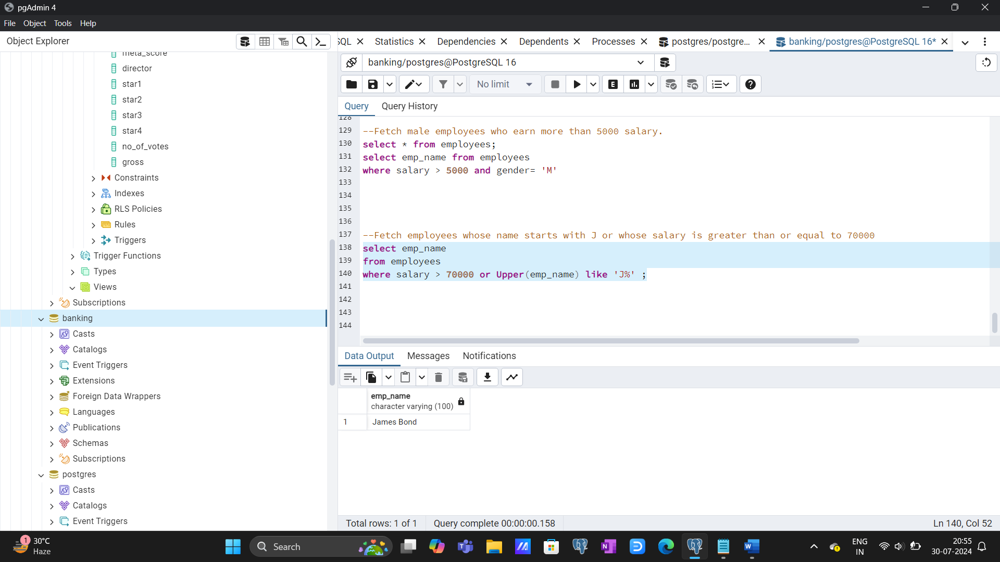 pgAdmin 4
File Object Tools Help
Object Explorer
meta_score
director
star1
star2
star3
star4
no_of_votes
gross
Constraints
Indexes
RLS Policies
Rules
Triggers
Trigger Functions
Types
Views
Subscriptions
banking
Casts
Catalogs
Event Triggers
Extensions
Foreign Data Wrappers
Languages
Publications
Schemas
Subscriptions
postgres
Casts
Catalogs
Event Triggers
SQL Statistics Dependencies Dependents Processes postgres/postgre... banking/postgres@PostgreSQL 16*
banking/postgres@PostgreSQL 16
No limit E
Query Query History
128
129 --Fetch male employees who earn more than 5000 salary.
130 select * from employees;
131 select emp_name from employees
132 where salary > 5000 and gender= 'M'
133
134
135
136
137 --Fetch employees whose name starts with J or whose salary is greater than or equal to 70000
138 select emp_name
139 from employees
140 where salary > 70000 or Upper(emp_name) like 'J%' ;
141
142
143
144
Data Output Messages Notifications
emp_name
character varying (100)
1 James Bond
Total rows: 1 of 1 Query complete 00:00:00.158 Ln 140, Col 52
1 30°C
Haze
Search
ENG
IN
20:55
30-07-2024